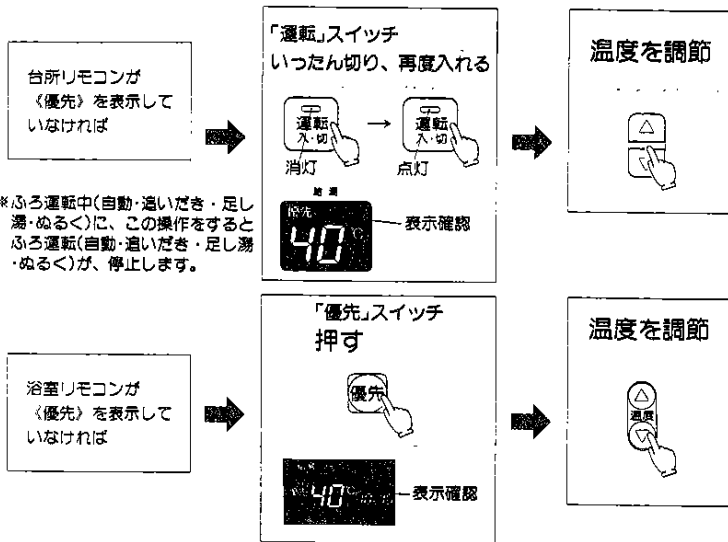 台所リモコンが
《優先》を表示して
いなければ
「運転」スイッチ
いったん切り、再度入れる
運転
入・切
消灯
→
運転
入・切
点灯
給湯
優先
40℃
表示確認
温度を調節
※ふろ運転中(自動・追いだき・足し
湯・ぬるく)に、この操作をすると
ふろ運転(自動・追いだき・足し湯
・ぬるく)が、停止します。
浴室リモコンが
《優先》を表示して
いなければ
「優先」スイッチ
押す
優先
40℃
表示確認
温度を調節
温度